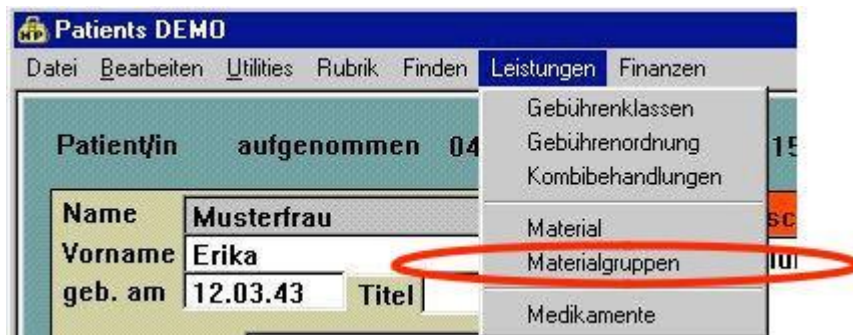 Patients DEMO
Datei Bearbeiten Utilities Rubrik Finden Leistungen Finanzen
Gebührenklassen
Gebührenordnung
Kombibehandlungen
Material
Materialgruppen
Medikamente
Patient/in aufgenommen 04
Name Musterfrau
Vorname Erika
geb. am 12.03.43 Titel